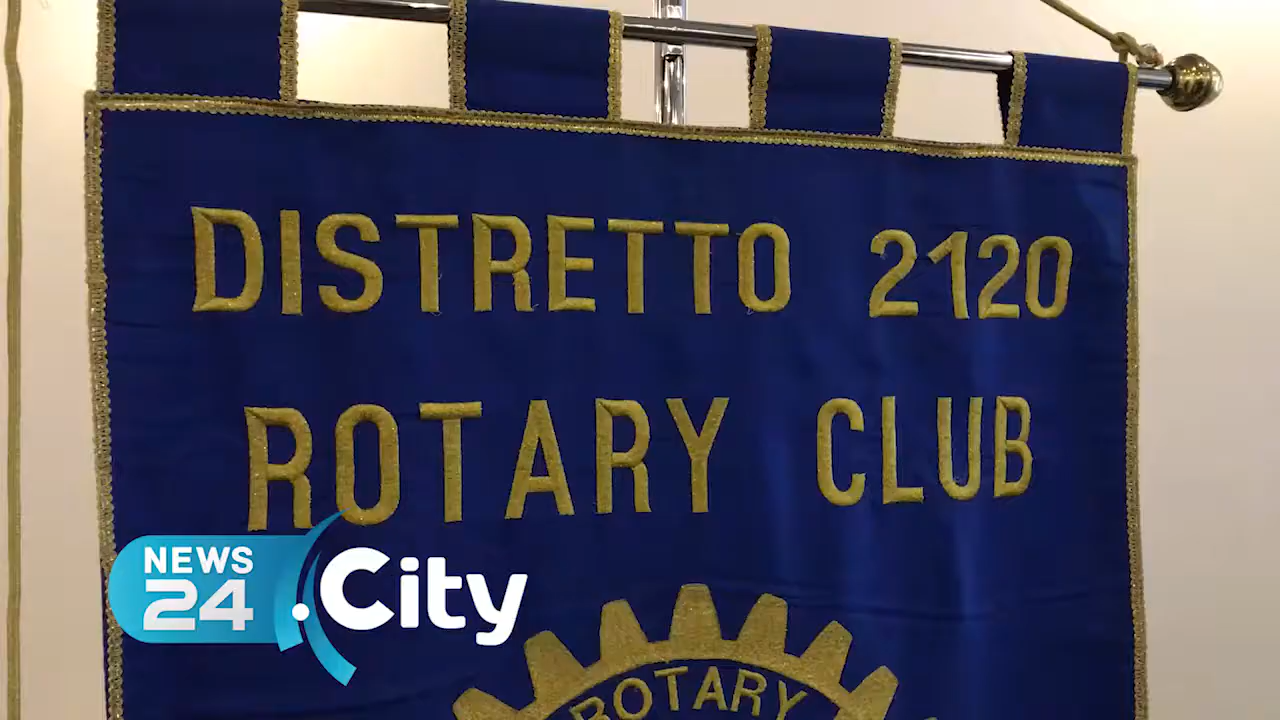 DISTRETTO 2120
ROTARY CLUB
NEWS
24
.City
ROTARY